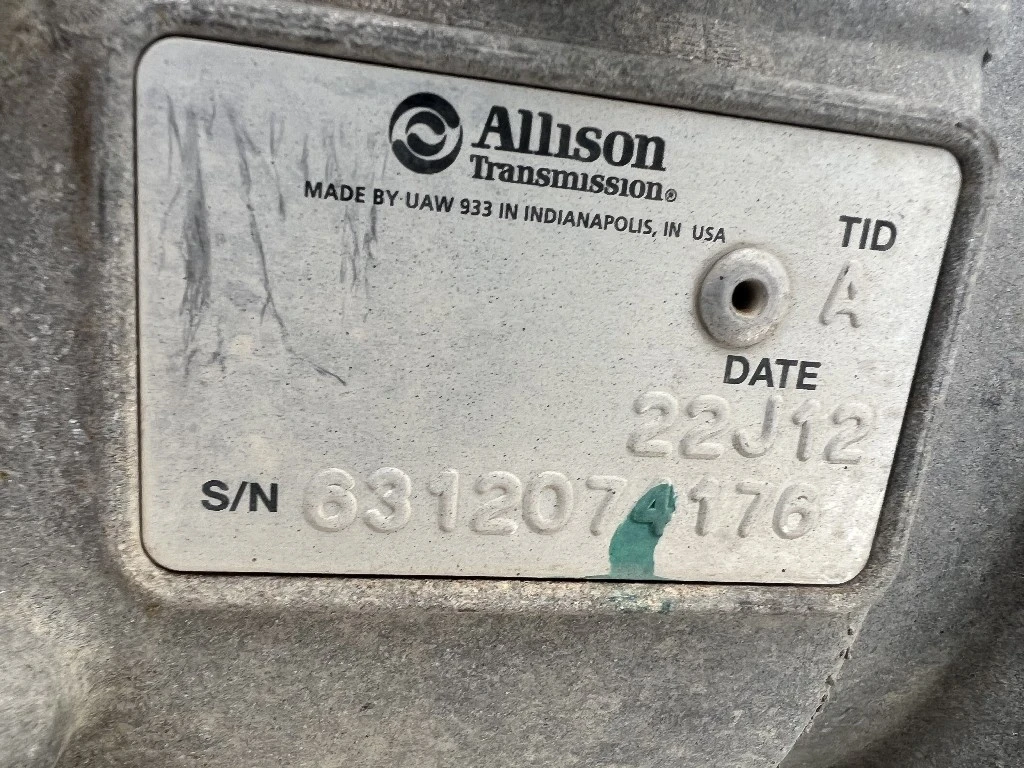 Allison
Transmission®
MADE BY UAW 933 IN INDIANAPOLIS, IN USA
TID
A
DATE
22J12
S/N 6312074176